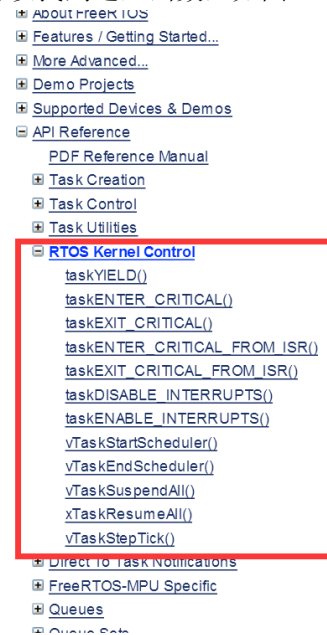 About FreeRTOS
Features / Getting Started...
More Advanced...
Demo Projects
Supported Devices & Demos
API Reference
PDF Reference Manual
Task Creation
Task Control
Task Utilities
RTOS Kernel Control
taskYIELD()
taskENTER_CRITICAL()
taskEXIT_CRITICAL()
taskENTER_CRITICAL_FROM_ISR()
taskEXIT_CRITICAL_FROM_ISR()
taskDISABLE_INTERRUPTS()
taskENABLE_INTERRUPTS()
vTaskStartScheduler()
vTaskEndScheduler()
vTaskSuspendAll()
xTaskResumeAll()
vTaskStepTick()
Direct To Task Notifications
FreeRTOS-MPU Specific
Queues
Queue Sets